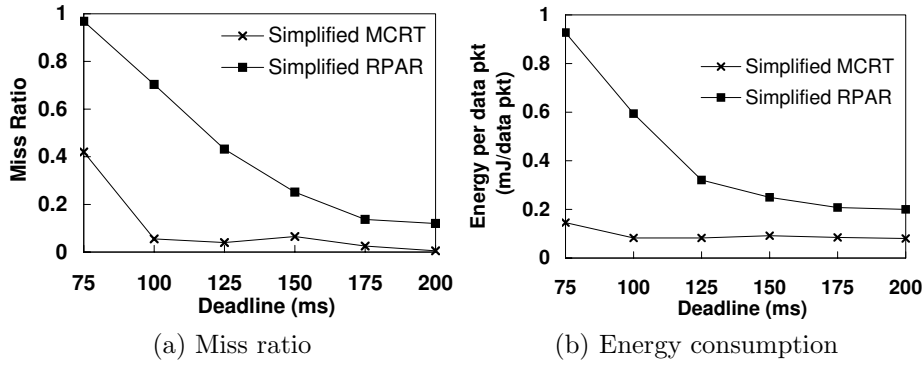 1
0.8
0.6
0.4
0.2
0
Miss Ratio
Simplified MCRT
Simplified RPAR
75 100 125 150 175 200
Deadline (ms)
(a) Miss ratio
1
0.8
0.6
0.4
0.2
0
Energy per data pkt
(mJ/data pkt)
Simplified MCRT
Simplified RPAR
75 100 125 150 175 200
Deadline (ms)
(b) Energy consumption